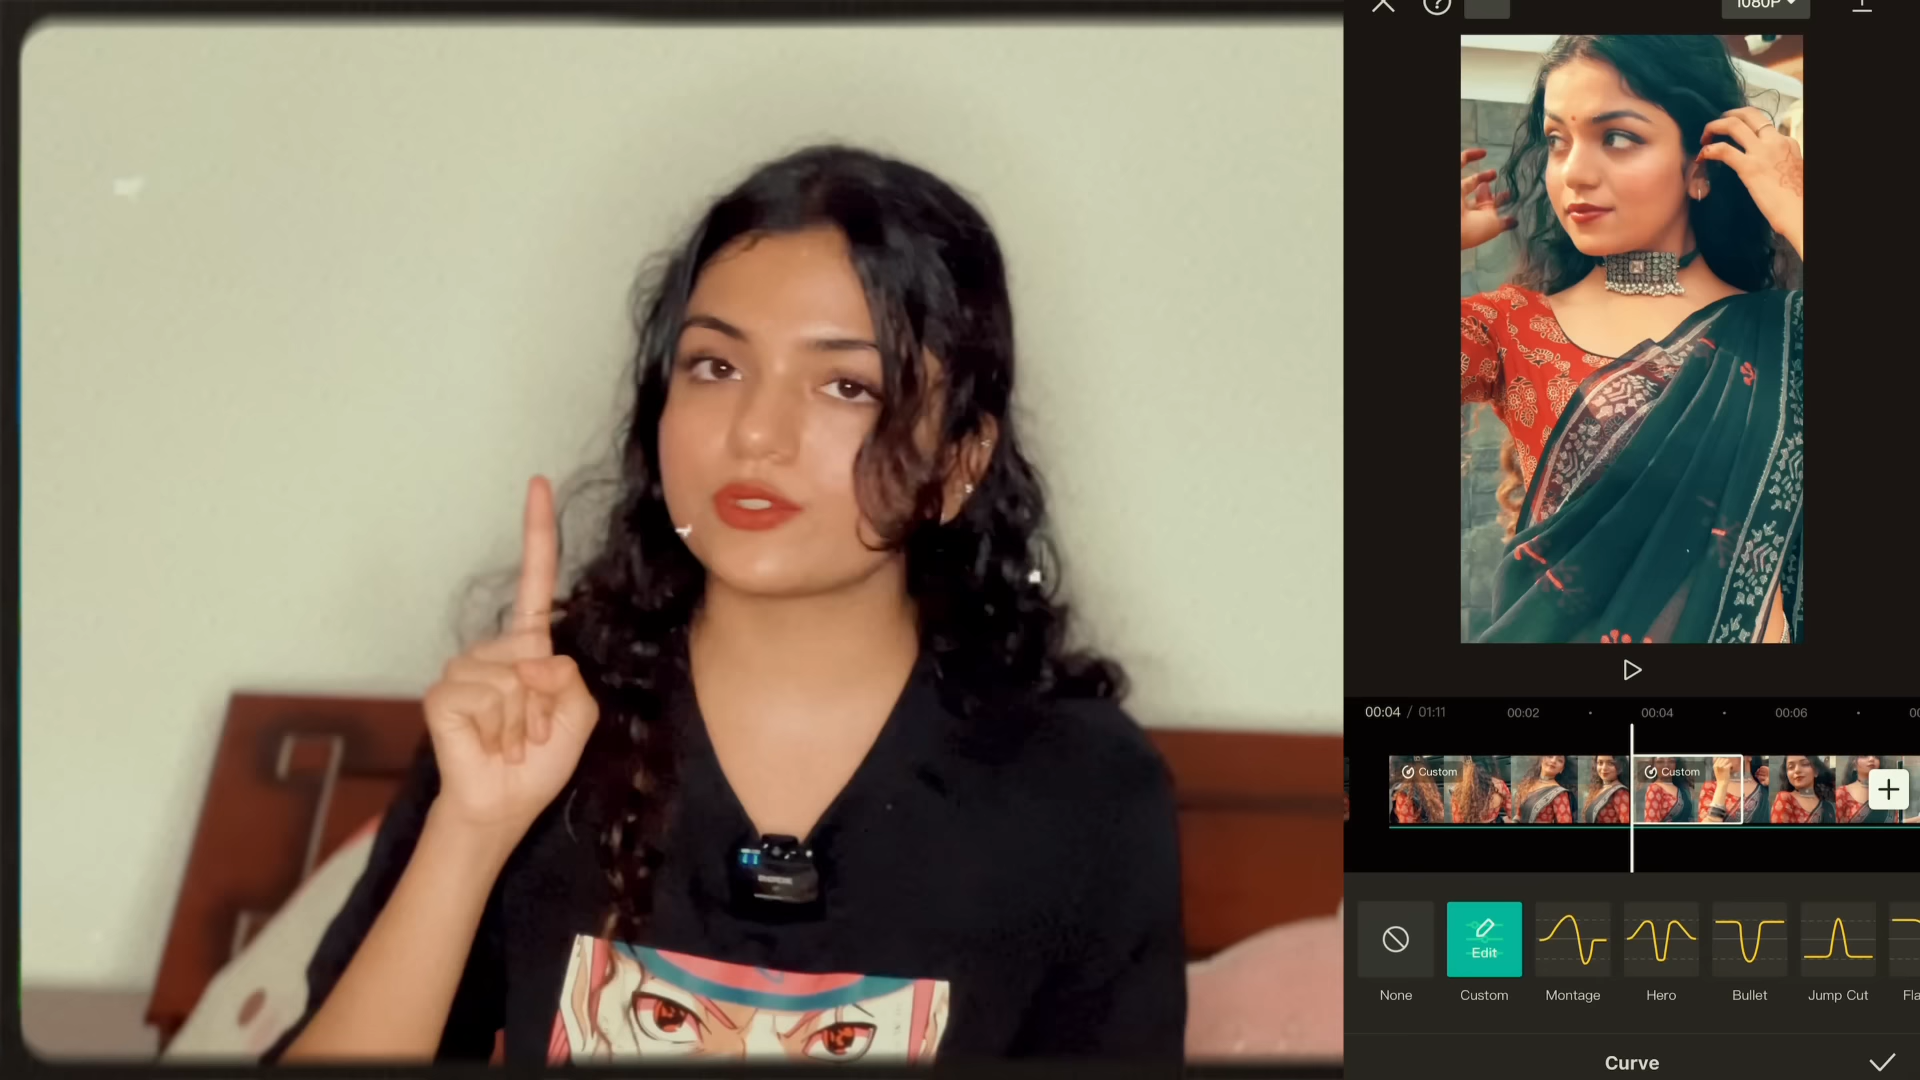 1080P
00:04 / 01:11
00:02
00:04
00:06
Custom
Custom
Edit
None
Custom
Montage
Hero
Bullet
Jump Cut
Curve